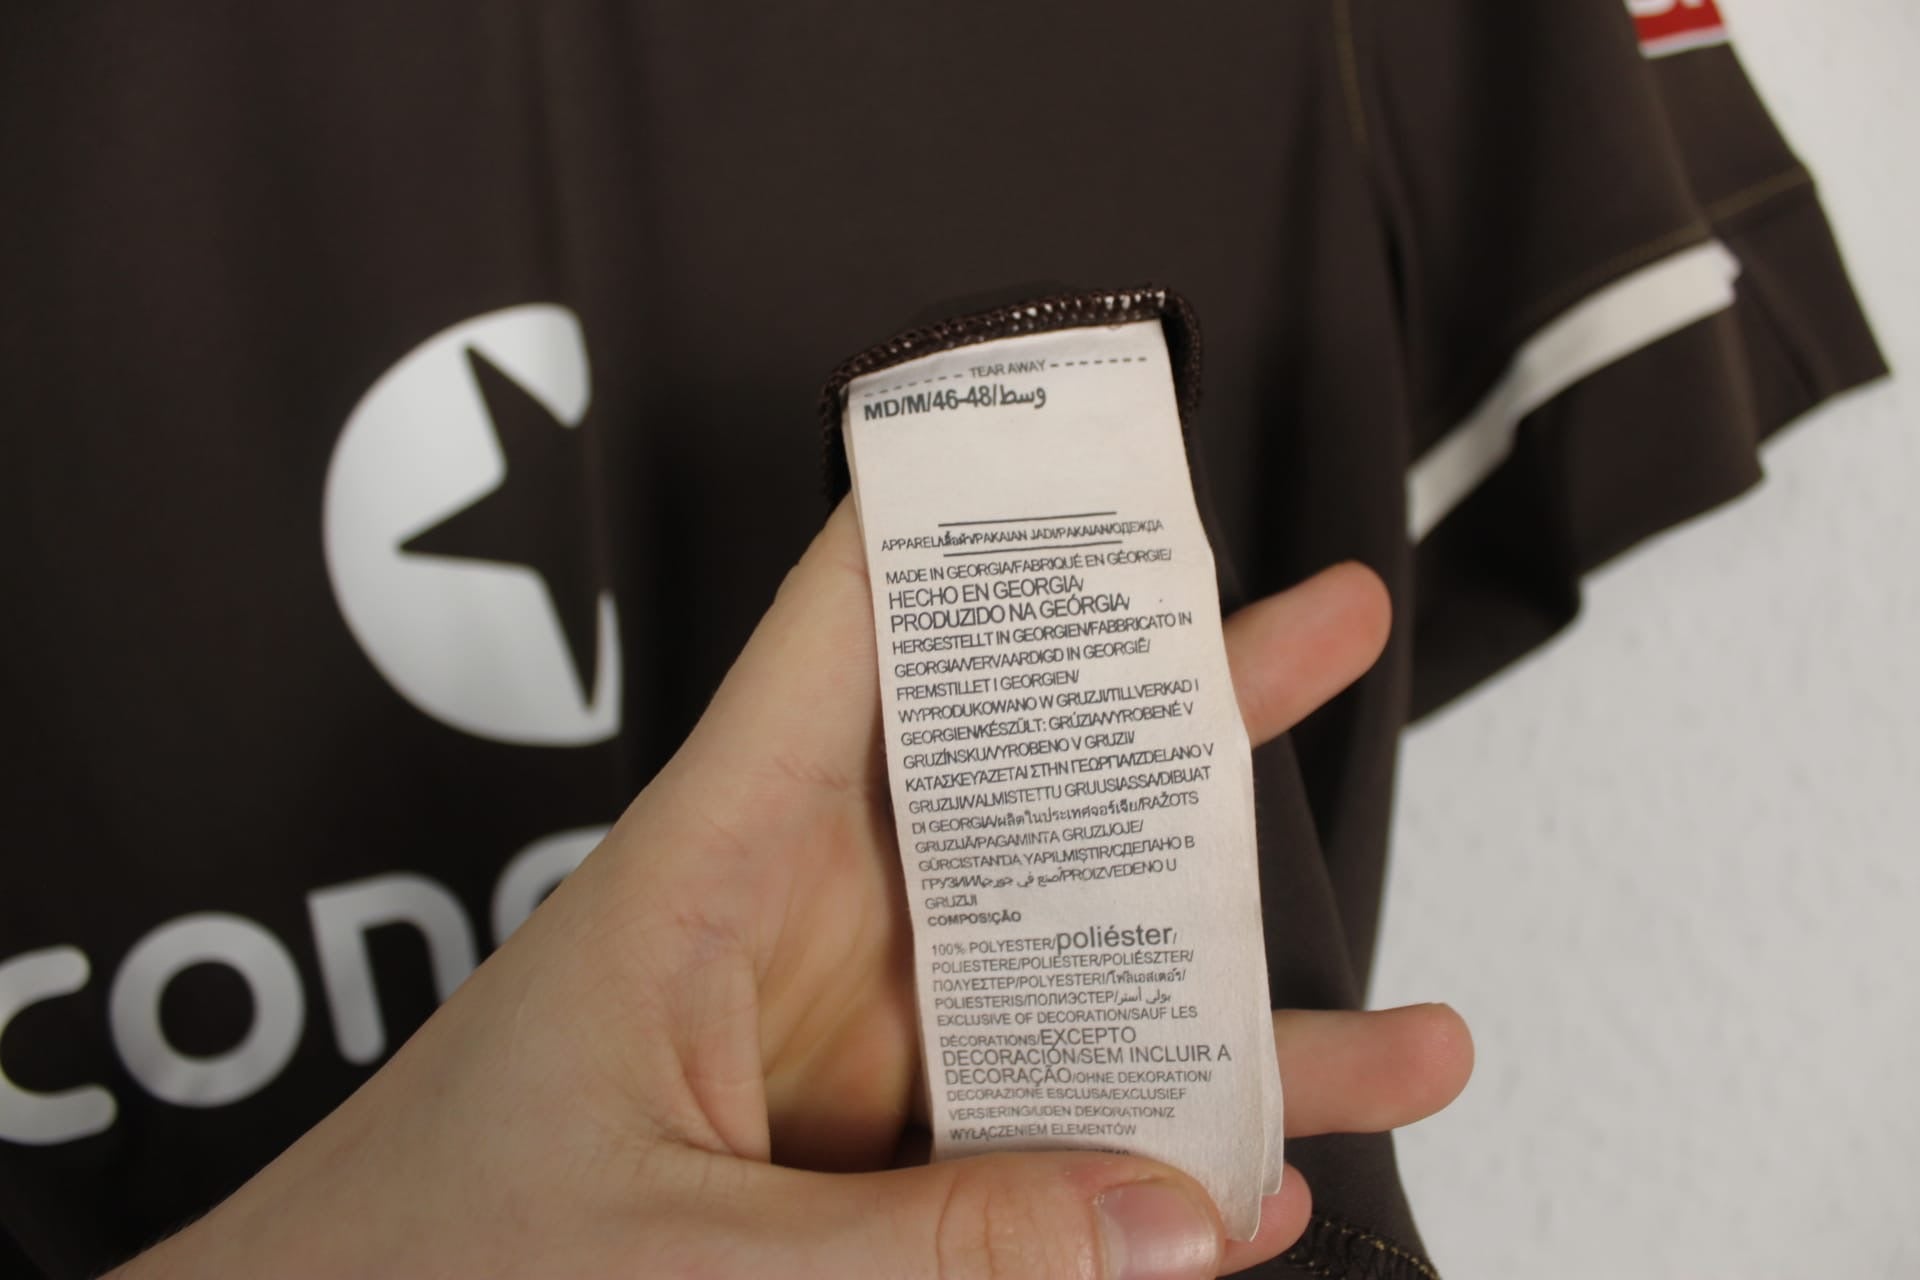 TEAR AWAY
MD/M/46-48/وسط
APPAREL/เสื้อผ้า/PAKAIAN JADI/PAKAIAN/ОДЕЖДА
MADE IN GEORGIA/FABRIQUÉ EN GÉORGIE/
HECHO EN GEORGIA/
PRODUZIDO NA GEÓRGIA/
HERGESTELLT IN GEORGIEN/FABBRICATO IN
GEORGIA/VERVAARDIGD IN GEORGIË/
FREMSTILLET I GEORGIEN/
WYPRODUKOWANO W GRUZJI/TILLVERKAD I
GEORGIEN/KÉSZÜLT: GRÚZIA/VYROBENÉ V
GRUZÍNSKU/VYROBENO V GRUZII/
ΚΑΤΑΣΚΕΥΆΖΕΤΑΙ ΣΤΗΝ ΓΕΩΡΓΙΑ/IZDELANO V
GRUZIJI/VALMISTETTU GRUUSIASSA/DIBUAT
DI GEORGIA/ผลิตในประเทศจอร์เจีย/RAŽOTS
GRUZIJĀ/PAGAMINTA GRUZIJOJE/
GÜRCISTAN'DA YAPILMIŞTIR/СДЕЛАНО В
ГРУЗИИ/صنع في جورجيا/PROIZVEDENO U
GRUZIJI
COMPOSIÇÃO
100% POLYESTER/poliéster/
POLIESTERE/POLIESTER/POLIÉSZTER/
ΠΟΛΥΕΣΤΕΡ/POLYESTERI/โพลีเอสเตอร์/
POLIESTERIS/ПОЛИЭСТЕР/بولي أستر
EXCLUSIVE OF DECORATION/SAUF LES
DÉCORATIONS/EXCEPTO
DECORACIÓN/SEM INCLUIR A
DECORAÇÃO/OHNE DEKORATION/
DECORAZIONE ESCLUSA/EXCLUSIEF
VERSIERING/UDEN DEKORATION/Z
WYŁĄCZENIEM ELEMENTÓW
con